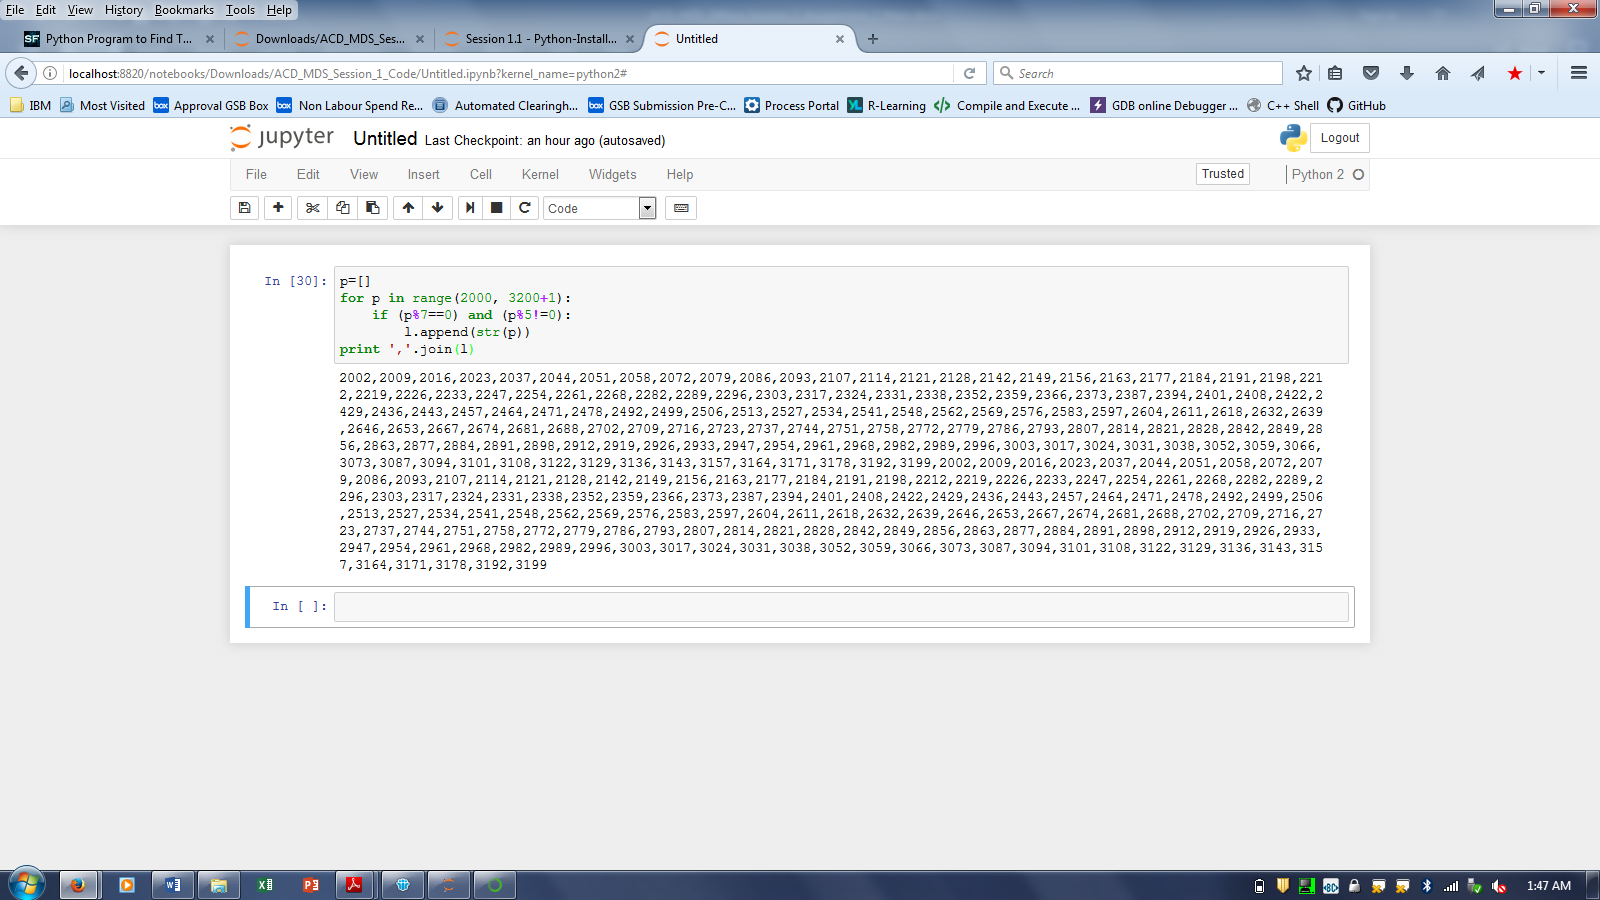 File Edit View History Bookmarks Tools Help
SF Python Program to Find T... Downloads/ACD_MDS_Ses... Session 1.1 - Python-Install... Untitled
localhost:8820/notebooks/Downloads/ACD_MDS_Session_1_Code/Untitled.ipynb?kernel_name=python2# Search
IBM Most Visited box Approval GSB Box box Non Labour Spend Re... Automated Clearingh... box GSB Submission Pre-C... Process Portal R-Learning Compile and Execute ... GDB online Debugger ... C++ Shell GitHub
jupyter Untitled Last Checkpoint: an hour ago (autosaved) Logout
File Edit View Insert Cell Kernel Widgets Help Trusted Python 2
Code
In [30]: p=[]
for p in range(2000, 3200+1):
    if (p%7==0) and (p%5!=0):
        l.append(str(p))
print ','.join(l)
2002,2009,2016,2023,2037,2044,2051,2058,2072,2079,2086,2093,2107,2114,2121,2128,2142,2149,2156,2163,2177,2184,2191,2198,221
2,2219,2226,2233,2247,2254,2261,2268,2282,2289,2296,2303,2317,2324,2331,2338,2352,2359,2366,2373,2387,2394,2401,2408,2422,2
429,2436,2443,2457,2464,2471,2478,2492,2499,2506,2513,2527,2534,2541,2548,2562,2569,2576,2583,2597,2604,2611,2618,2632,2639
,2646,2653,2667,2674,2681,2688,2702,2709,2716,2723,2737,2744,2751,2758,2772,2779,2786,2793,2807,2814,2821,2828,2842,2849,28
56,2863,2877,2884,2891,2898,2912,2919,2926,2933,2947,2954,2961,2968,2982,2989,2996,3003,3017,3024,3031,3038,3052,3059,3066,
3073,3087,3094,3101,3108,3122,3129,3136,3143,3157,3164,3171,3178,3192,3199,2002,2009,2016,2023,2037,2044,2051,2058,2072,207
9,2086,2093,2107,2114,2121,2128,2142,2149,2156,2163,2177,2184,2191,2198,2212,2219,2226,2233,2247,2254,2261,2268,2282,2289,2
296,2303,2317,2324,2331,2338,2352,2359,2366,2373,2387,2394,2401,2408,2422,2429,2436,2443,2457,2464,2471,2478,2492,2499,2506
,2513,2527,2534,2541,2548,2562,2569,2576,2583,2597,2604,2611,2618,2632,2639,2646,2653,2667,2674,2681,2688,2702,2709,2716,27
23,2737,2744,2751,2758,2772,2779,2786,2793,2807,2814,2821,2828,2842,2849,2856,2863,2877,2884,2891,2898,2912,2919,2926,2933,
2947,2954,2961,2968,2982,2989,2996,3003,3017,3024,3031,3038,3052,3059,3066,3073,3087,3094,3101,3108,3122,3129,3136,3143,315
7,3164,3171,3178,3192,3199
In [ ]:
1:47 AM